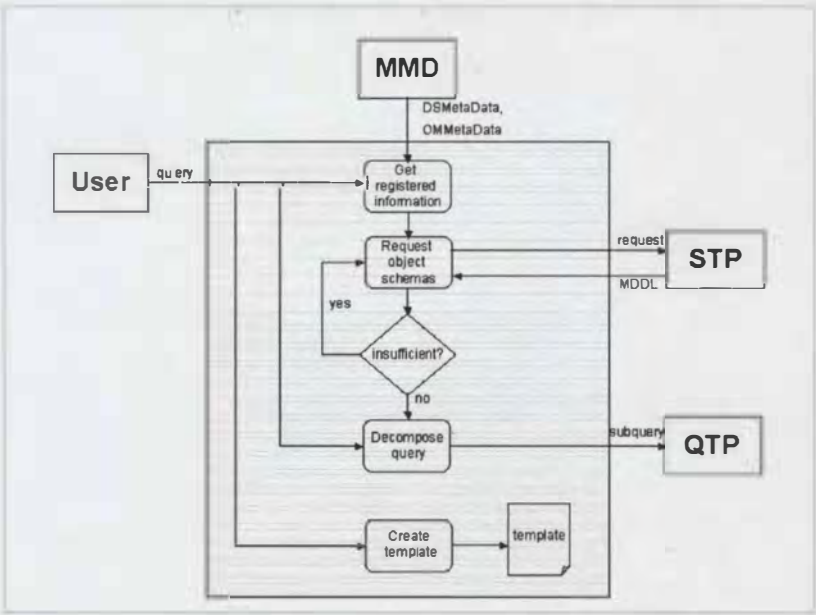 MMD
DSMetaData,
OMMetaData
User
query
Get
registered
information
Request
object
schemas
request
STP
MDDL
yes
insufficient?
no
Decompose
query
subquery
QTP
Create
template
template